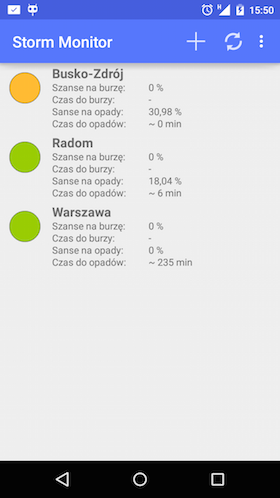 H 15:50
Storm Monitor
Busko-Zdrój
Szanse na burzę: 0 %
Czas do burzy: -
Sanse na opady: 30,98 %
Czas do opadów: ~ 0 min
Radom
Szanse na burzę: 0 %
Czas do burzy: -
Sanse na opady: 18,04 %
Czas do opadów: ~ 6 min
Warszawa
Szanse na burzę: 0 %
Czas do burzy: -
Sanse na opady: 0 %
Czas do opadów: ~ 235 min